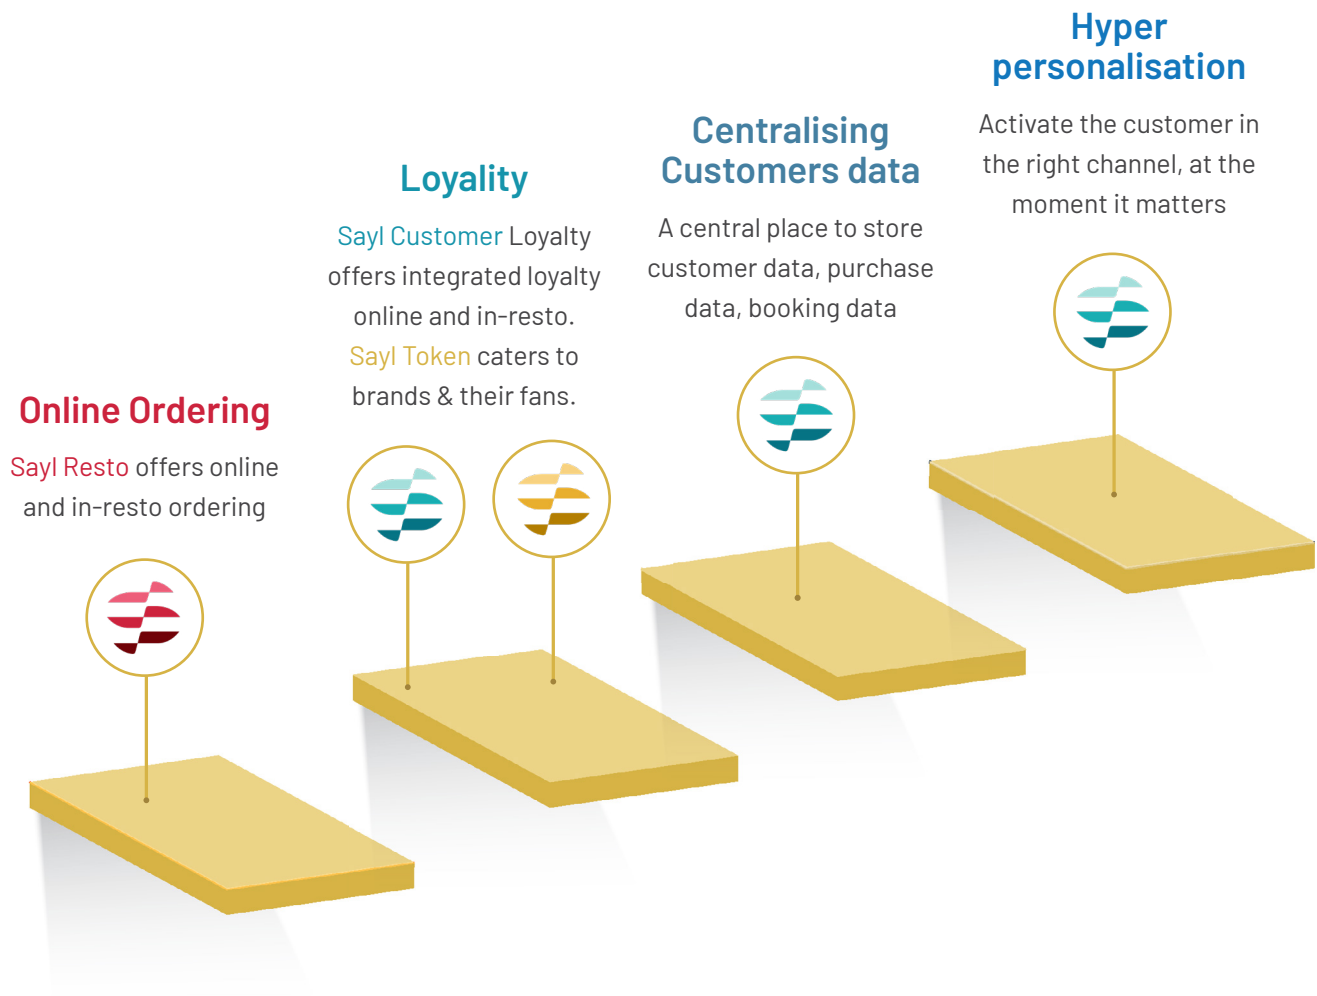 Online Ordering
Sayl Resto offers online
and in-resto ordering
Loyality
Sayl Customer Loyalty
offers integrated loyalty
online and in-resto.
Sayl Token caters to
brands & their fans.
Centralising
Customers data
A central place to store
customer data, purchase
data, booking data
Hyper
personalisation
Activate the customer in
the right channel, at the
moment it matters